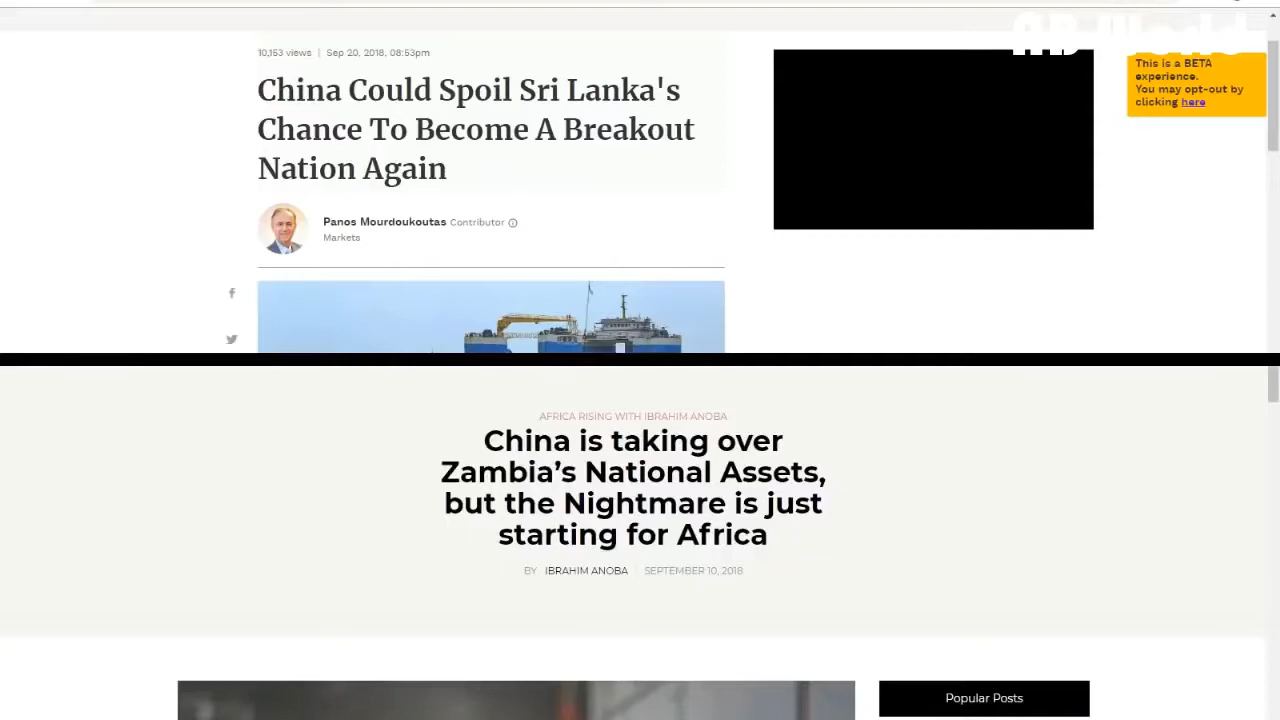 10,153 views | Sep 20, 2018, 08:53pm
China Could Spoil Sri Lanka's
Chance To Become A Breakout
Nation Again
Panos Mourdoukoutas Contributor
Markets
This is a BETA
experience.
You may opt-out by
clicking here
AFRICA RISING WITH IBRAHIM ANOBA
China is taking over
Zambia’s National Assets,
but the Nightmare is just
starting for Africa
BY IBRAHIM ANOBA | SEPTEMBER 10, 2018
Popular Posts